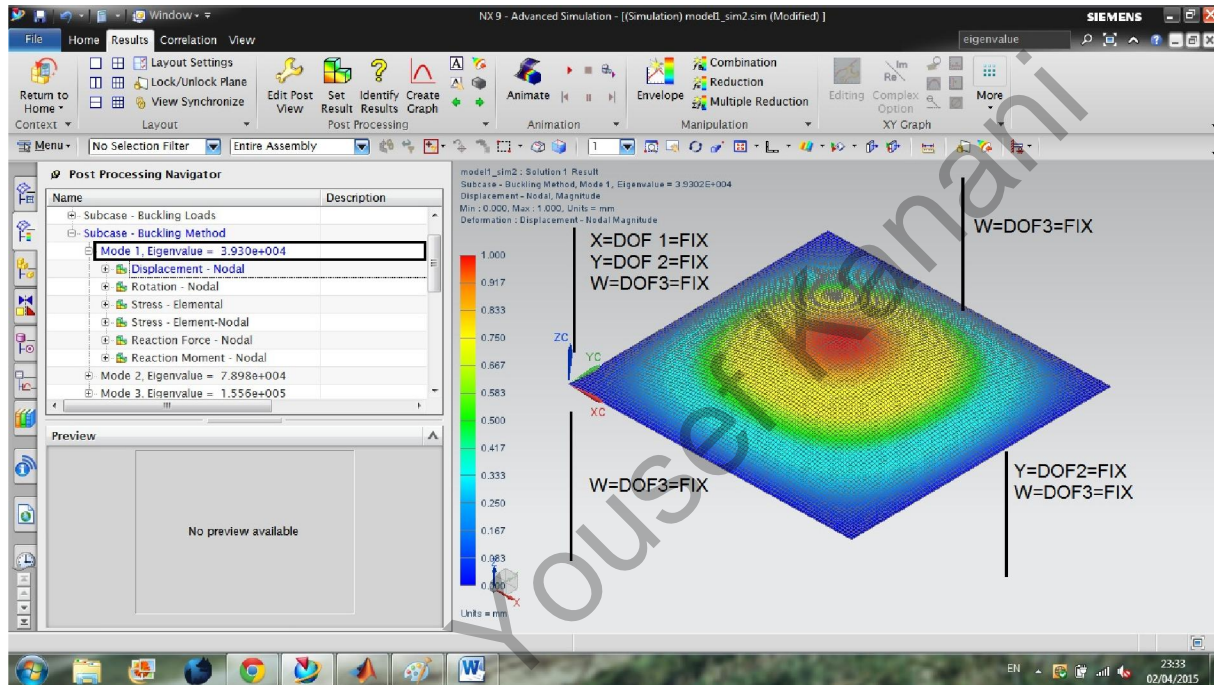 Window
NX 9 - Advanced Simulation - [(Simulation) model1_sim2.sim (Modified) ]
SIEMENS
File
Home
Results
Correlation
View
eigenvalue
Return to Home
Layout Settings
Lock/Unlock Plane
View Synchronize
Edit Post View
Set Result
Identify Results
Create Graph
Animate
Envelope
Combination
Reduction
Multiple Reduction
Editing
Complex Option
Im
Re
More
Context
Layout
Post Processing
Animation
Manipulation
XY Graph
Menu
No Selection Filter
Entire Assembly
1
Post Processing Navigator
Name
Description
Subcase - Buckling Loads
Subcase - Buckling Method
Mode 1, Eigenvalue = 3.930e+004
Displacement - Nodal
Rotation - Nodal
Stress - Elemental
Stress - Element-Nodal
Reaction Force - Nodal
Reaction Moment - Nodal
Mode 2, Eigenvalue = 7.898e+004
Mode 3, Eigenvalue = 1.556e+005
Preview
No preview available
model1_sim2 : Solution 1 Result
Subcase - Buckling Method, Mode 1, Eigenvalue = 3.9302E+004
Displacement - Nodal, Magnitude
Min : 0.000, Max : 1.000, Units = mm
Deformation : Displacement - Nodal Magnitude
1.000
0.917
0.833
0.750
0.667
0.583
0.500
0.417
0.333
0.250
0.167
0.083
0.000
Units = mm
X=DOF 1=FIX
Y=DOF 2=FIX
W=DOF3=FIX
W=DOF3=FIX
ZC
YC
XC
W=DOF3=FIX
Y=DOF2=FIX
W=DOF3=FIX
Z
X
Yousef Kanani
EN
23:33
02/04/2015